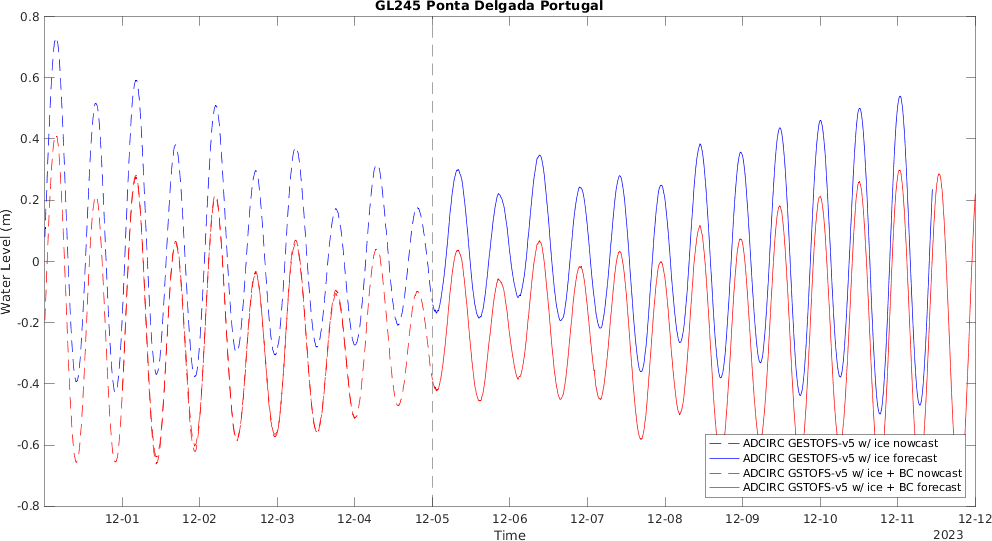 GL245 Ponta Delgada Portugal
0.8
0.6
0.4
0.2
0
-0.2
-0.4
-0.6
-0.8
Water Level (m)
ADCIRC GESTOFS-v5 w/ ice nowcast
ADCIRC GESTOFS-v5 w/ ice forecast
ADCIRC GSTOFS-v5 w/ ice + BC nowcast
ADCIRC GSTOFS-v5 w/ ice + BC forecast
12-01 12-02 12-03 12-04 12-05 12-06 12-07 12-08 12-09 12-10 12-11 12-12
Time
2023